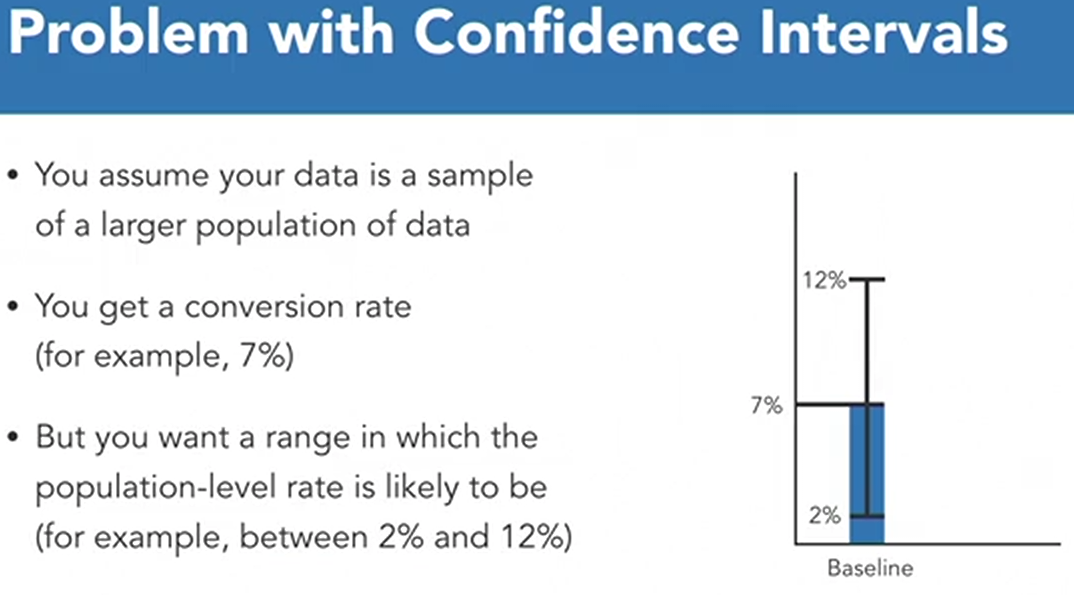 Problem with Confidence Intervals
• You assume your data is a sample
of a larger population of data
• You get a conversion rate
(for example, 7%)
• But you want a range in which the
population-level rate is likely to be
(for example, between 2% and 12%)
12%
7%
2%
Baseline